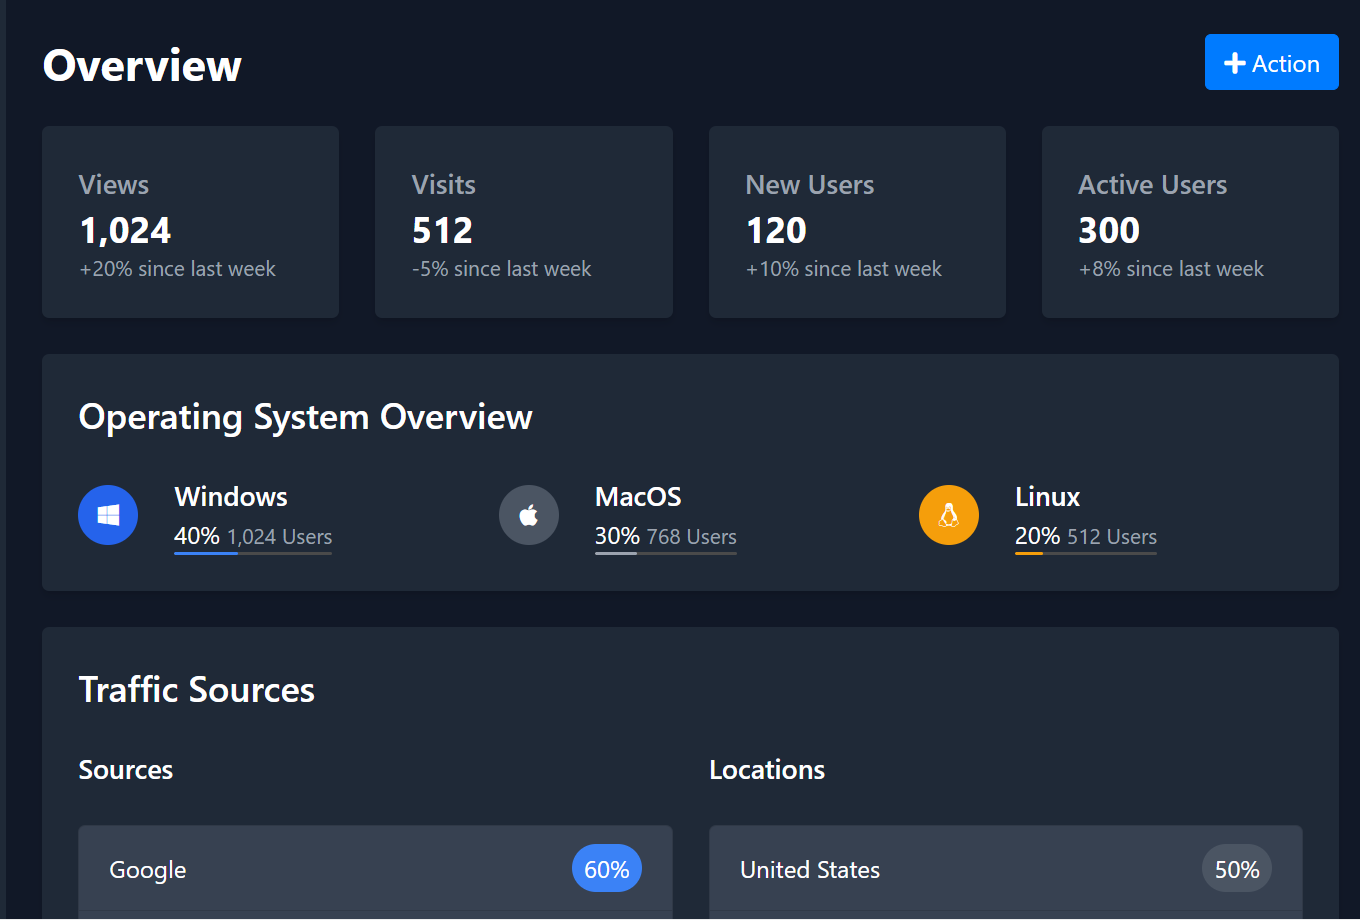 Overview
Action
Views
1,024
+20% since last week
Visits
512
-5% since last week
New Users
120
+10% since last week
Active Users
300
+8% since last week
Operating System Overview
Windows
40% 1,024 Users
MacOS
30% 768 Users
Linux
20% 512 Users
Traffic Sources
Sources
Google 60%
Locations
United States 50%